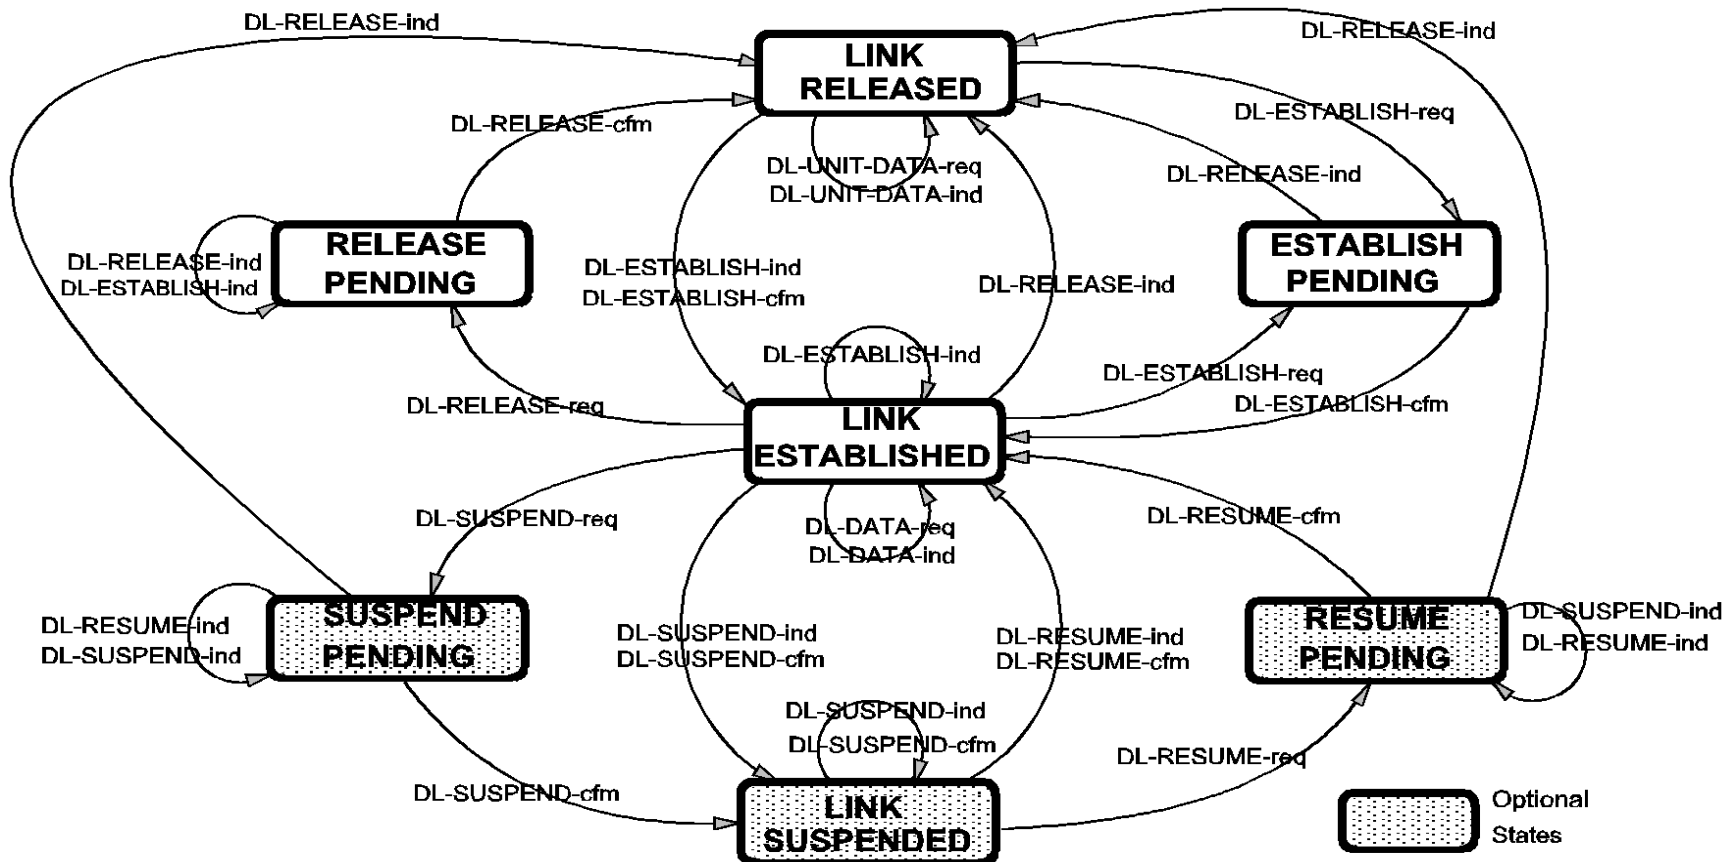 DL-RELEASE-ind
DL-RELEASE-ind
LINK
RELEASED
DL-ESTABLISH-req
DL-RELEASE-cfm
DL-UNIT-DATA-req
DL-UNIT-DATA-ind
DL-RELEASE-ind
RELEASE
PENDING
ESTABLISH
PENDING
DL-RELEASE-ind
DL-ESTABLISH-ind
DL-ESTABLISH-ind
DL-ESTABLISH-cfm
DL-RELEASE-ind
DL-ESTABLISH-ind
DL-ESTABLISH-req
DL-RELEASE-req
DL-ESTABLISH-cfm
LINK
ESTABLISHED
DL-SUSPEND-req
DL-DATA-req
DL-DATA-ind
DL-RESUME-cfm
SUSPEND
PENDING
RESUME
PENDING
DL-RESUME-ind
DL-SUSPEND-ind
DL-SUSPEND-ind
DL-SUSPEND-cfm
DL-RESUME-ind
DL-RESUME-cfm
DL-SUSPEND-ind
DL-RESUME-ind
DL-SUSPEND-ind
DL-SUSPEND-cfm
DL-RESUME-req
DL-SUSPEND-cfm
LINK
SUSPENDED
Optional
States